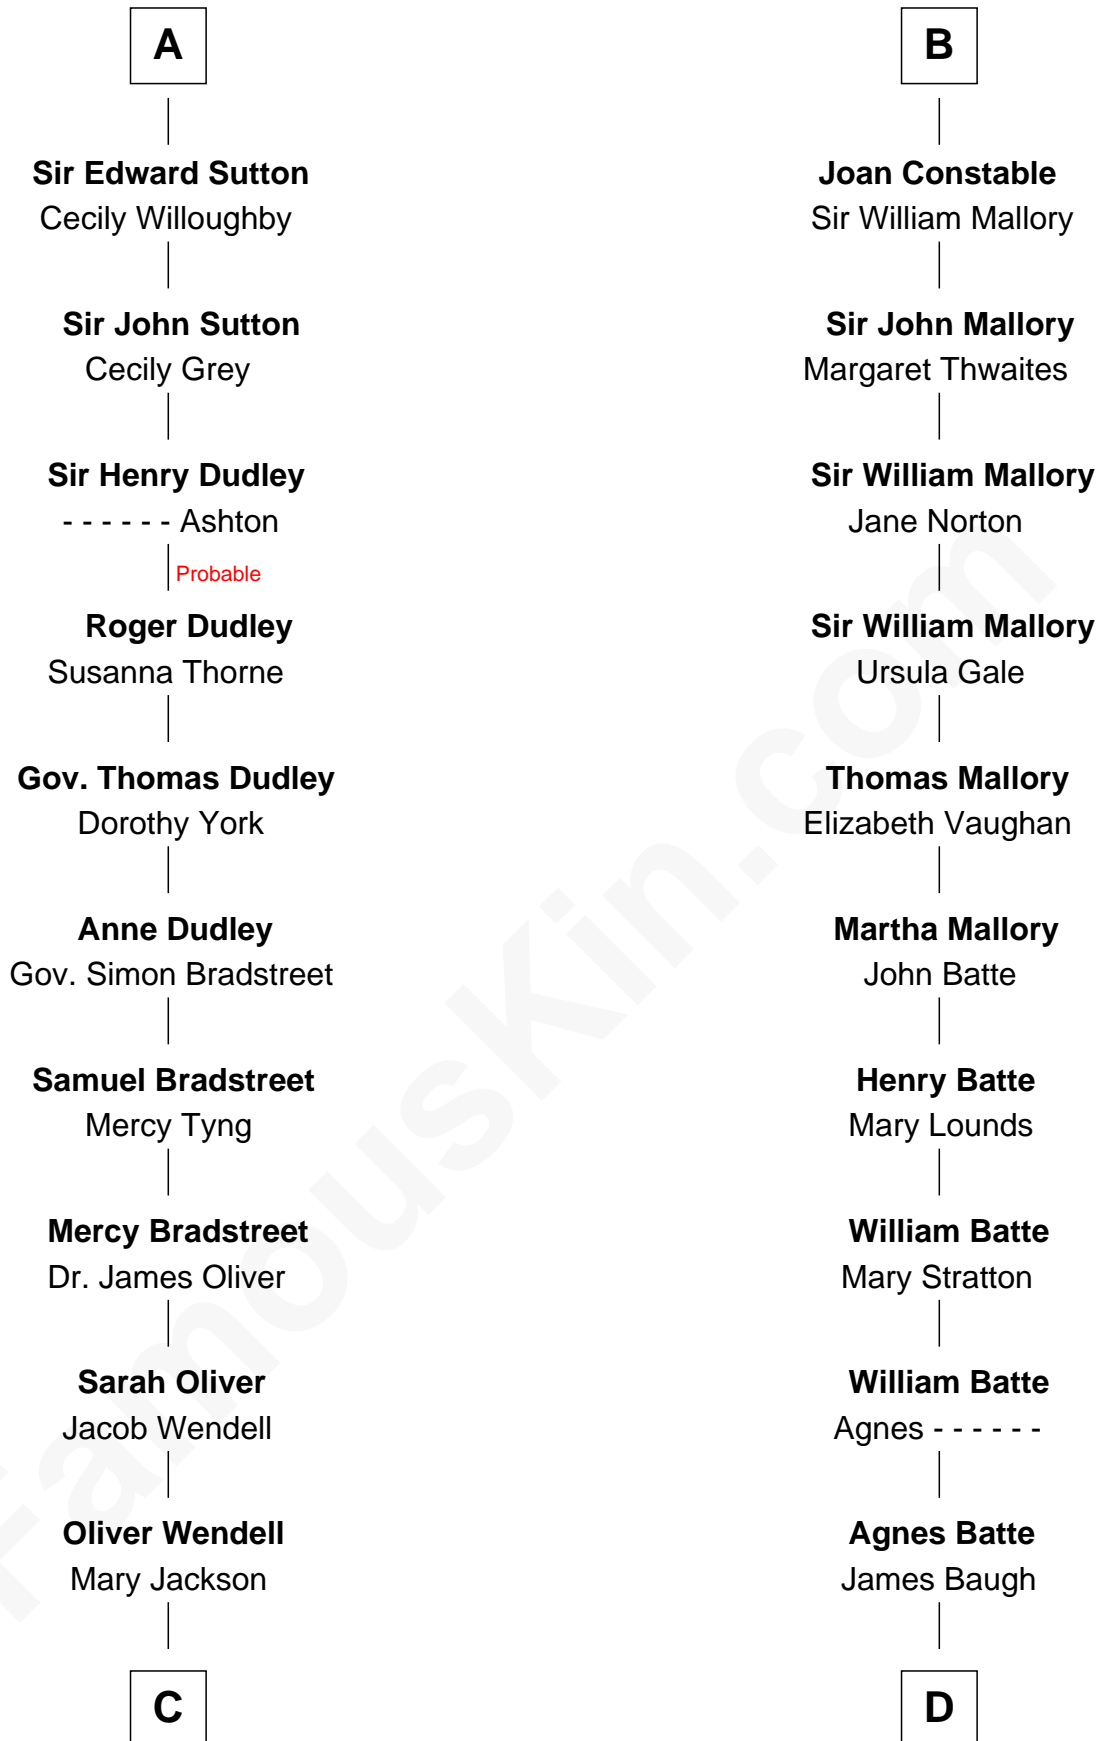 A
Sir Edward Sutton
Cecily Willoughby
Sir John Sutton
Cecily Grey
Sir Henry Dudley
- - - - - - Ashton
Probable
Roger Dudley
Susanna Thorne
Gov. Thomas Dudley
Dorothy York
Anne Dudley
Gov. Simon Bradstreet
Samuel Bradstreet
Mercy Tyng
Mercy Bradstreet
Dr. James Oliver
Sarah Oliver
Jacob Wendell
Oliver Wendell
Mary Jackson
C
B
Joan Constable
Sir William Mallory
Sir John Mallory
Margaret Thwaites
Sir William Mallory
Jane Norton
Sir William Mallory
Ursula Gale
Thomas Mallory
Elizabeth Vaughan
Martha Mallory
John Batte
Henry Batte
Mary Lounds
William Batte
Mary Stratton
William Batte
Agnes - - - - - -
Agnes Batte
James Baugh
D
FamousKin.com